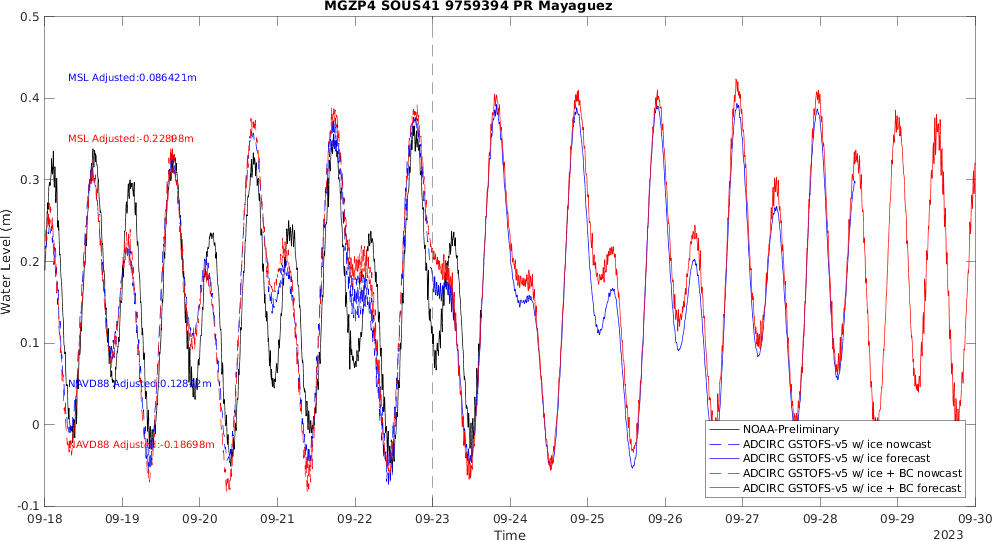 MGZP4 SOUS41 9759394 PR Mayaguez
0.5
0.4
0.3
0.2
0.1
0
-0.1
Water Level (m)
MSL Adjusted:0.086421m
MSL Adjusted:-0.22898m
NAVD88 Adjusted:0.12842m
NAVD88 Adjusted:-0.18698m
NOAA-Preliminary
ADCIRC GSTOFS-v5 w/ ice nowcast
ADCIRC GSTOFS-v5 w/ ice forecast
ADCIRC GSTOFS-v5 w/ ice + BC nowcast
ADCIRC GSTOFS-v5 w/ ice + BC forecast
09-18 09-19 09-20 09-21 09-22 09-23 09-24 09-25 09-26 09-27 09-28 09-29 09-30
Time
2023